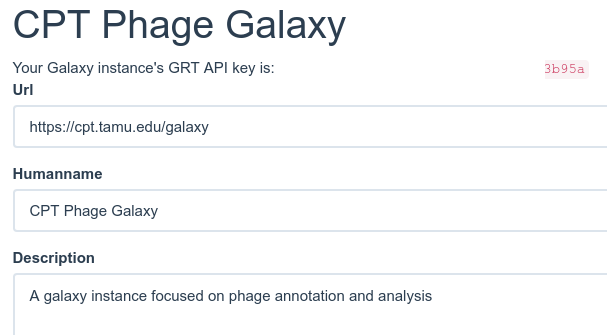 CPT Phage Galaxy
Your Galaxy instance's GRT API key is: 3b95a
Url
https://cpt.tamu.edu/galaxy
Humanname
CPT Phage Galaxy
Description
A galaxy instance focused on phage annotation and analysis